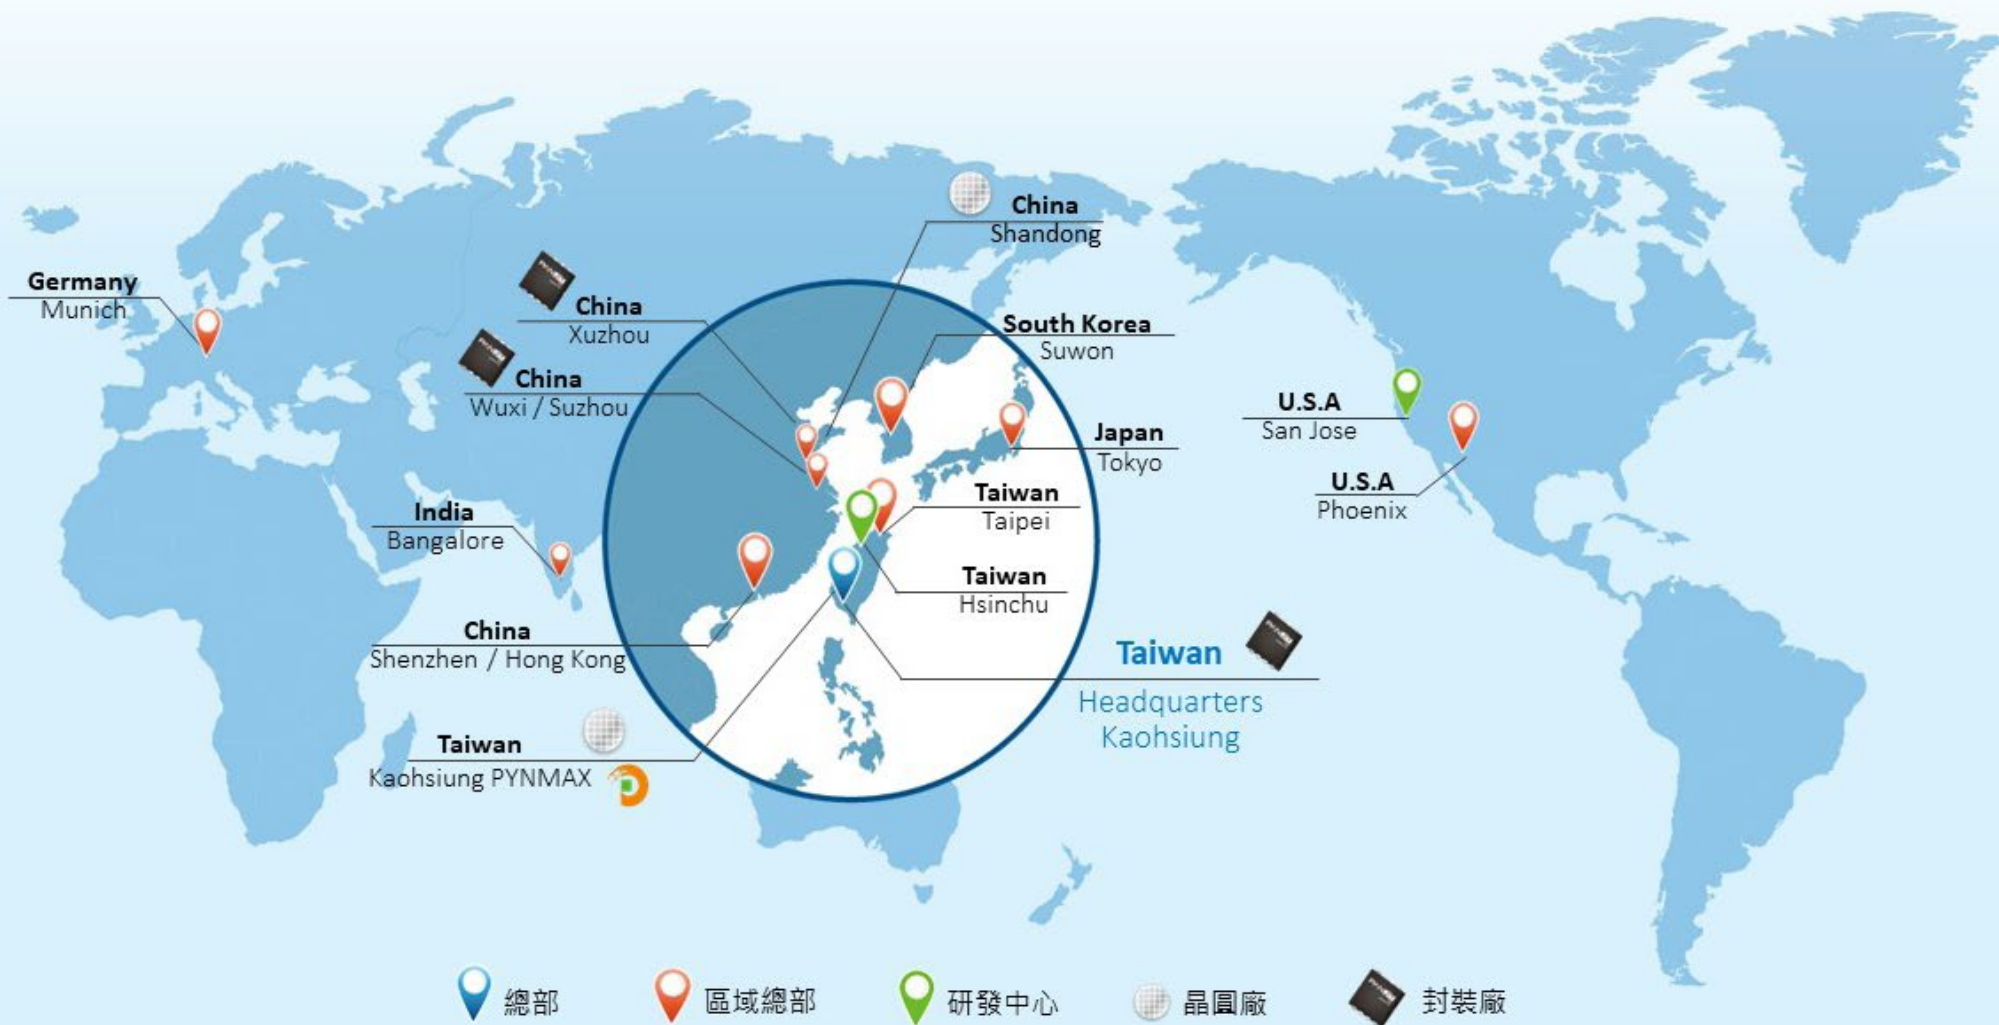 China
Shandong
Germany
Munich
China
Xuzhou
South Korea
Suwon
China
Wuxi / Suzhou
U.S.A
San Jose
Japan
Tokyo
U.S.A
Phoenix
Taiwan
Taipei
India
Bangalore
Taiwan
Hsinchu
China
Shenzhen / Hong Kong
Taiwan
Headquarters
Kaohsiung
Taiwan
Kaohsiung PYNMAX
總部
區域總部
研發中心
晶圓廠
封裝廠